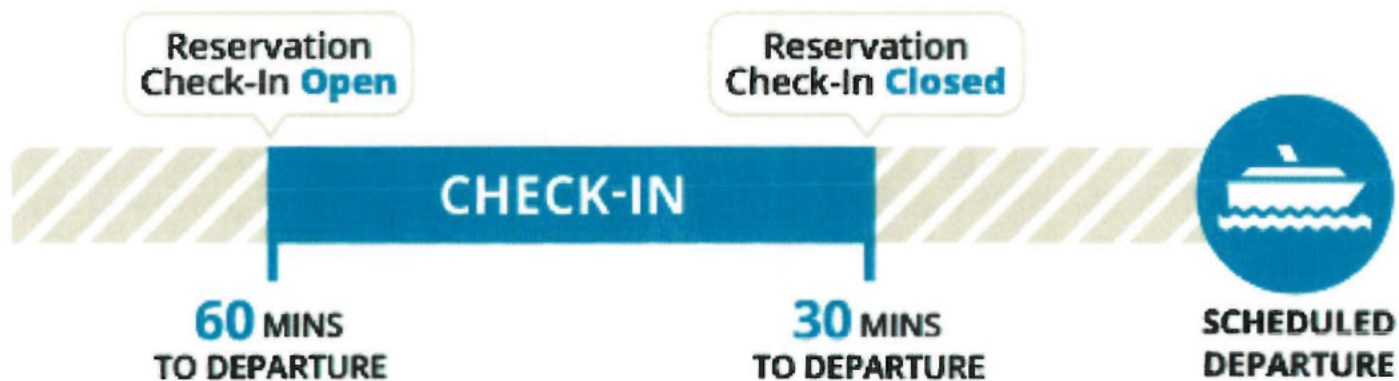 Reservation
Check-In Open
Reservation
Check-In Closed
CHECK-IN
60 MINS
TO DEPARTURE
30 MINS
TO DEPARTURE
SCHEDULED
DEPARTURE